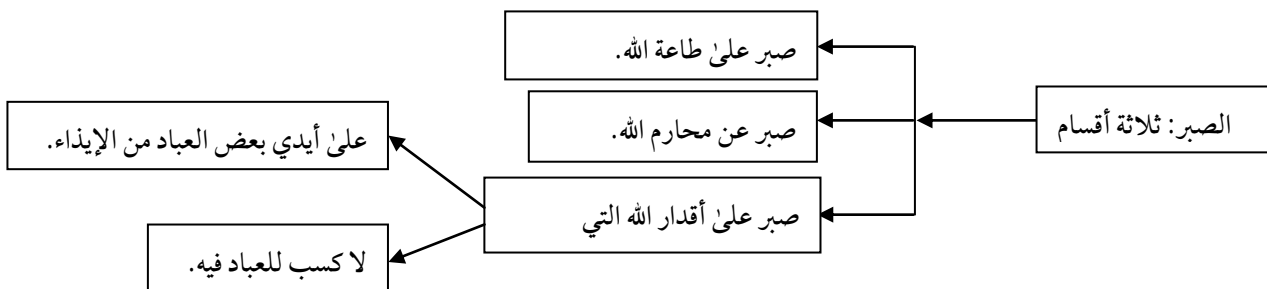 الصبر: ثلاثة أقسام
صبر علىٰ طاعة الله.
صبر عن محارم الله.
صبر علىٰ أقدار الله التي
علىٰ أيدي بعض العباد من الإيذاء.
لا كسب للعباد فيه.